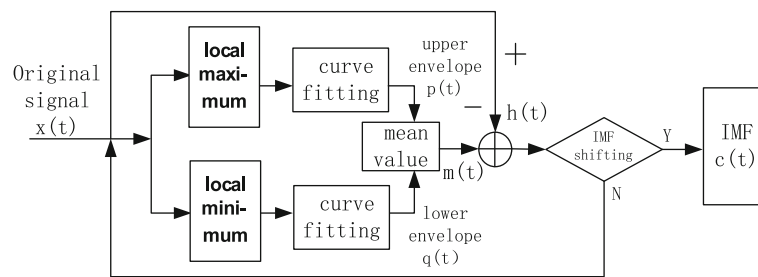 Original
signal
x(t)
local
maxi-
mum
curve
fitting
upper
envelope
p(t)
+
−
h(t)
mean
value
m(t)
IMF
shifting
Y
N
IMF
c(t)
local
mini-
mum
curve
fitting
lower
envelope
q(t)